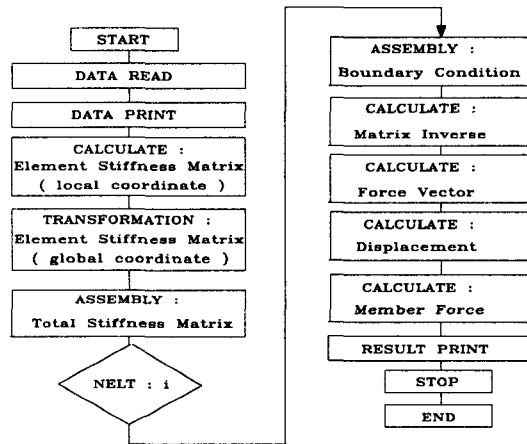 START
DATA READ
DATA PRINT
CALCULATE :
Element Stiffness Matrix
( local coordinate )
TRANSFORMATION :
Element Stiffness Matrix
( global coordinate )
ASSEMBLY :
Total Stiffness Matrix
NELT : i
ASSEMBLY :
Boundary Condition
CALCULATE :
Matrix Inverse
CALCULATE :
Force Vector
CALCULATE :
Displacement
CALCULATE :
Member Force
RESULT PRINT
STOP
END